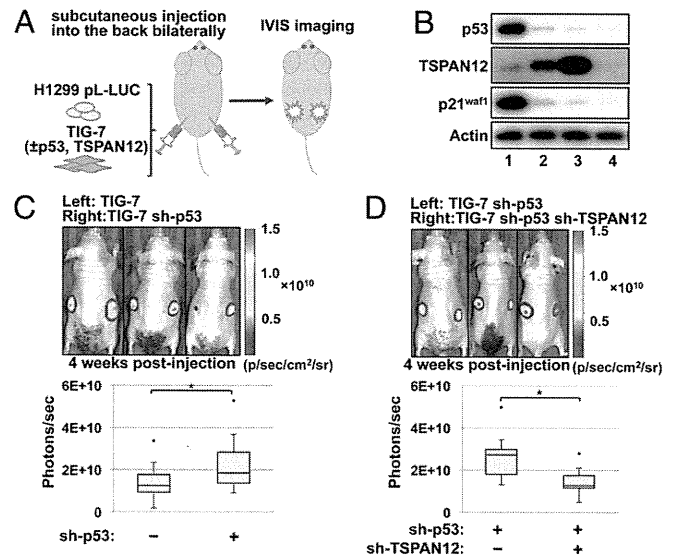 A
subcutaneous injection
into the back bilaterally)
IVIS imaging
H1299 pL-LUC
TIG-7
(±p53, TSPAN12)
B
p53
TSPAN12
p21waf1
Actin
1 2 3 4
C
Left: TIG-7
Right:TIG-7 sh-p53
1.5
1.0
×10¹⁰
0.5
4 weeks post-injection (p/sec/cm²/sr)
Photons/sec
6E+10
4E+10
2E+10
0
*
sh-p53: − +
D
Left: TIG-7 sh-p53
Right:TIG-7 sh-p53 sh-TSPAN12
1.5
1.0
×10¹⁰
0.5
4 weeks post-injection (p/sec/cm²/sr)
Photons/sec
6E+10
4E+10
2E+10
0
*
sh-p53: + +
sh-TSPAN12: − +